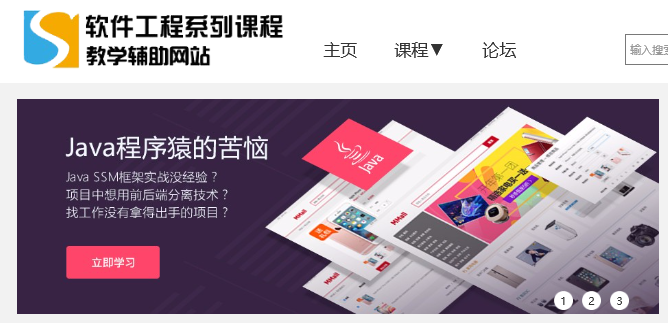 软件工程系列课程
教学辅助网站
主页 课程▼ 论坛
输入搜
Java程序猿的苦恼
Java SSM框架实战没经验？
项目中想用前后端分离技术？
找工作没有拿得出手的项目？
立即学习
Java
HMall
1 2 3